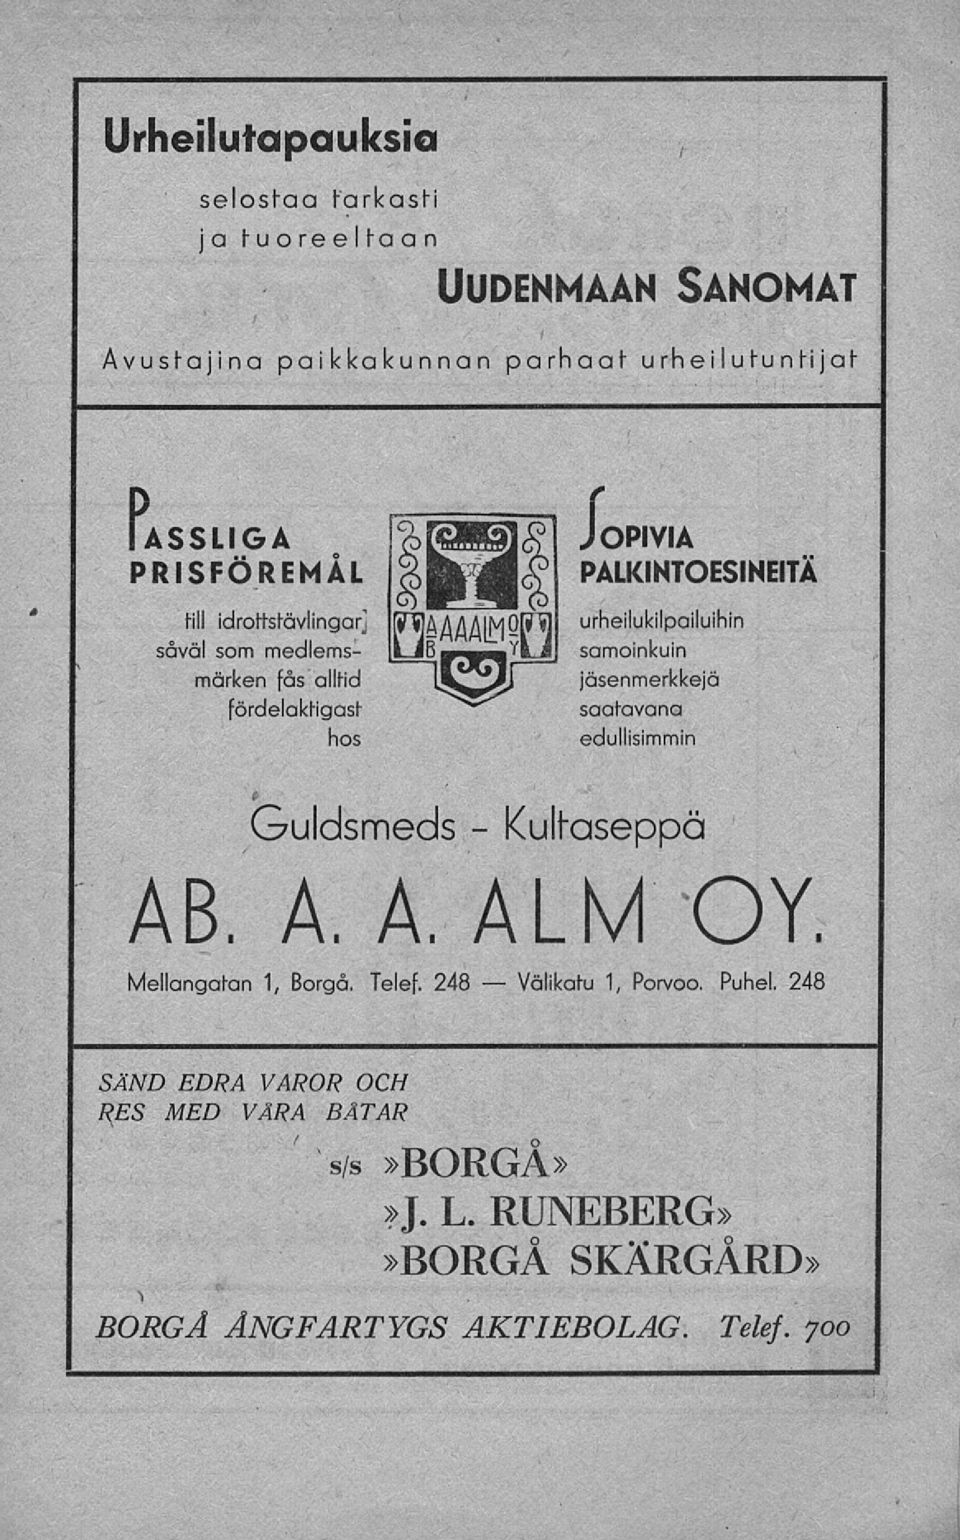 Urheilutapauksia
selostaa tarkasti
ja tuoreeltaan
UUDENMAAN SANOMAT
Avustajina paikkakunnan parhaat urheilutuntijat
PASSLIGA
PRISFÖREMÅL
till idrottstävlingar
såväl som medlems-
märken fås alltid
fördelaktigast
hos
AB AAALM OY
SOPIVIA
PALKINTOESINEITÄ
urheilukilpailuihin
samoinkuin
jäsenmerkkejä
saatavana
edullisimmin
Guldsmeds - Kultaseppä
AB. A. A. ALM OY.
Mellangatan 1, Borgå. Telef. 248 — Välikatu 1, Porvoo. Puhel. 248
SÄND EDRA VAROR OCH
RES MED VÅRA BÅTAR
s/s »BORGÅ»
»J. L. RUNEBERG»
»BORGÅ SKÄRGÅRD»
BORGÅ ÅNGFARTYGS AKTIEBOLAG. Telef. 700